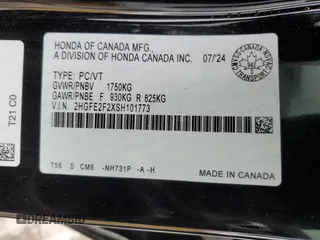 HONDA OF CANADA MFG.,
A DIVISION OF HONDA CANADA INC. 07/24
TYPE: PC/VT
GVWR/PNBV 1750KG
GAWR/PNBE F 930KG R 825KG
V.I.N. 2HGFE2F2XSH101773
T56 S CM6 -NH731P -A -H
MADE IN CANADA
T21 C0
DREAMOTO